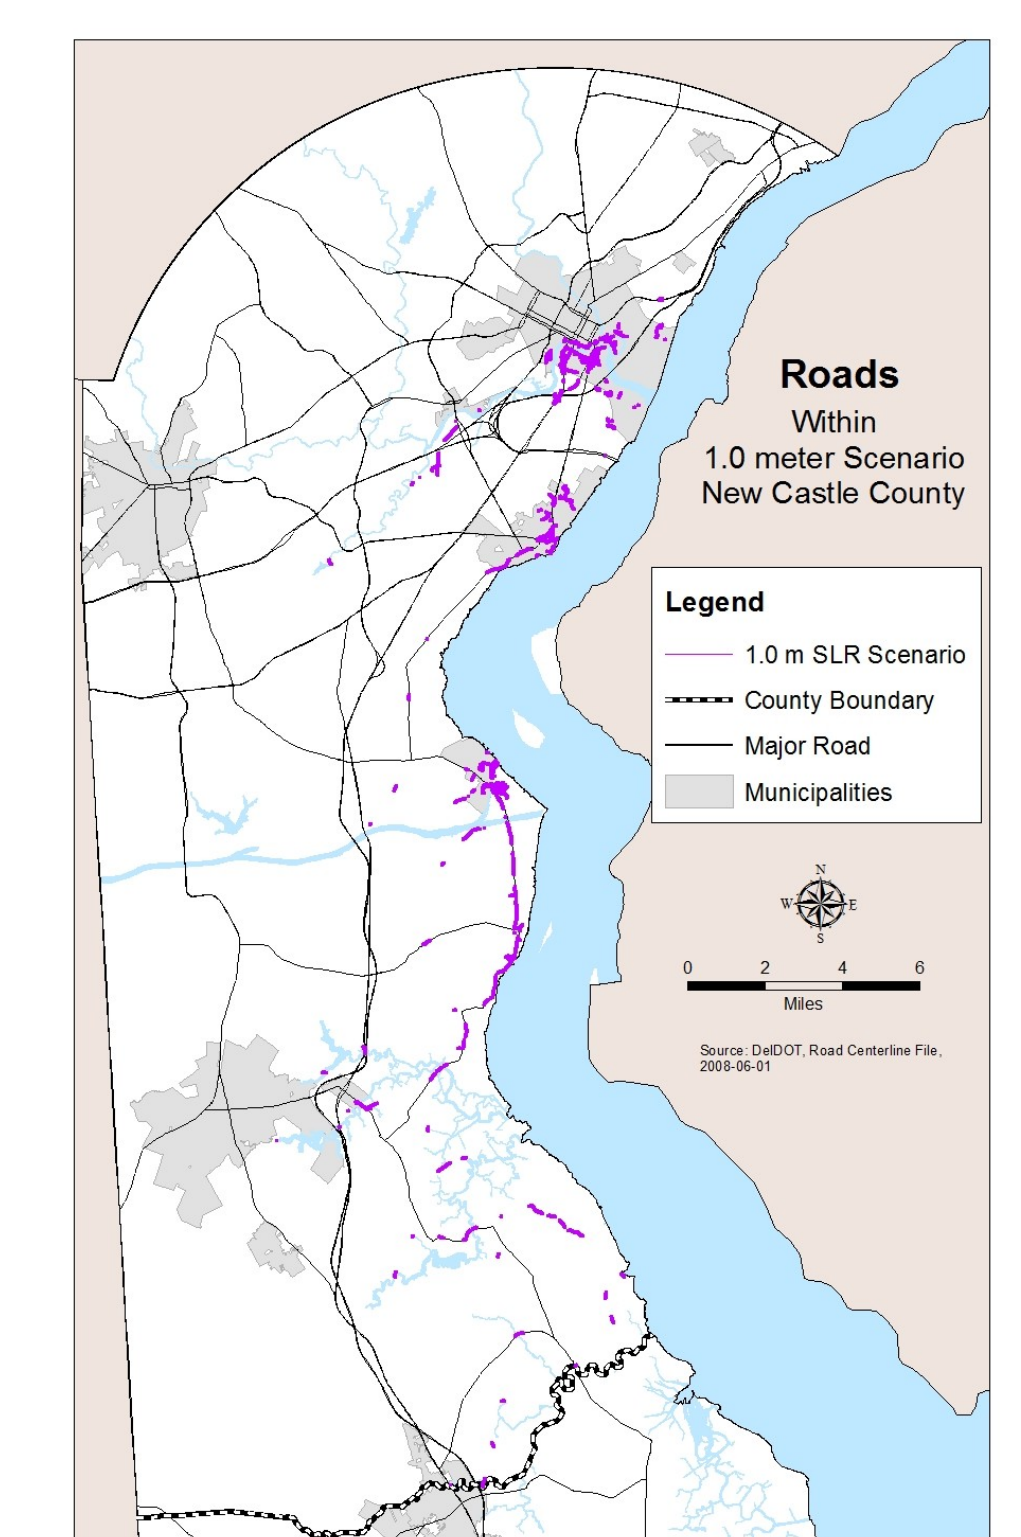 Roads
Within
1.0 meter Scenario
New Castle County
Legend
1.0 m SLR Scenario
County Boundary
Major Road
Municipalities
N
W E
S
0 2 4 6
Miles
Source: DelDOT, Road Centerline File,
2008-06-01